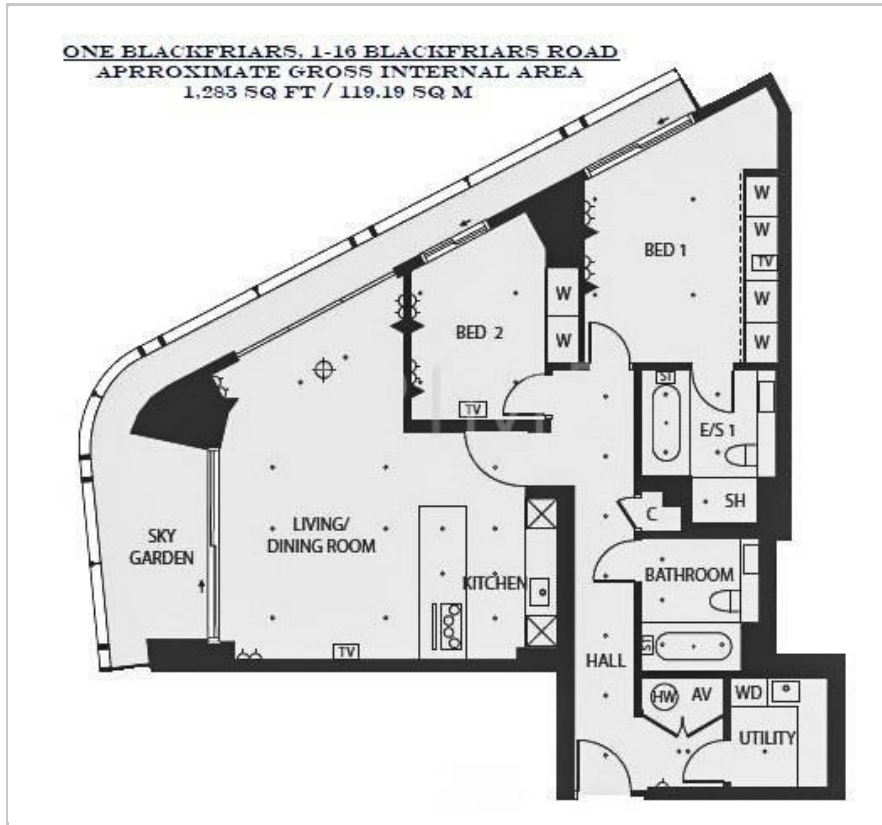 ONE BLACKFRIARS, 1-16 BLACKFRIARS ROAD
APRROXIMATE GROSS INTERNAL AREA
1,283 SQ FT / 119.19 SQ M
W
W
BED 1
TV
W
W
W
BED 2
W
TV
ST
E/S 1
SH
C
SKY
GARDEN
LIVING/
DINING ROOM
KITCHEN
BATHROOM
ST
TV
HALL
HW
AV
WD
UTILITY